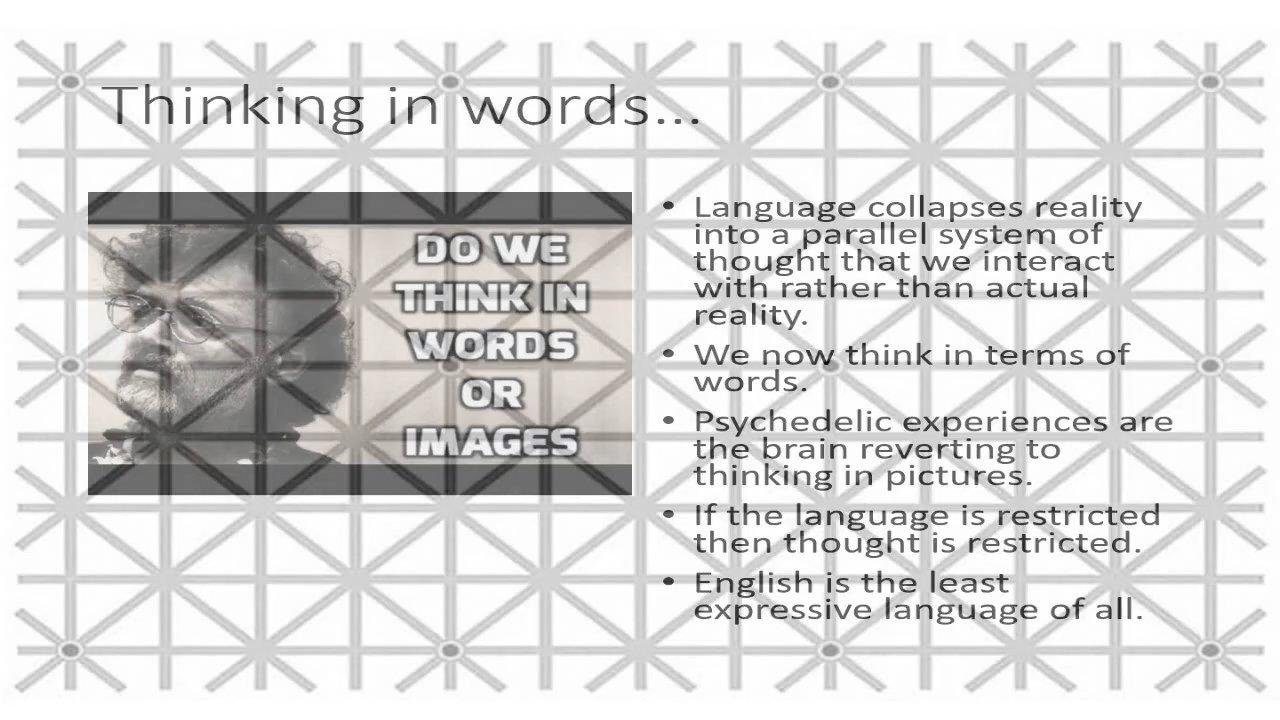 Thinking in words...
DO WE
THINK IN
WORDS
OR
IMAGES
• Language collapses reality
into a parallel system of
thought that we interact
with rather than actual
reality.
• We now think in terms of
words.
• Psychedelic experiences are
the brain reverting to
thinking in pictures.
• If the language is restricted
then thought is restricted.
• English is the least
expressive language of all.